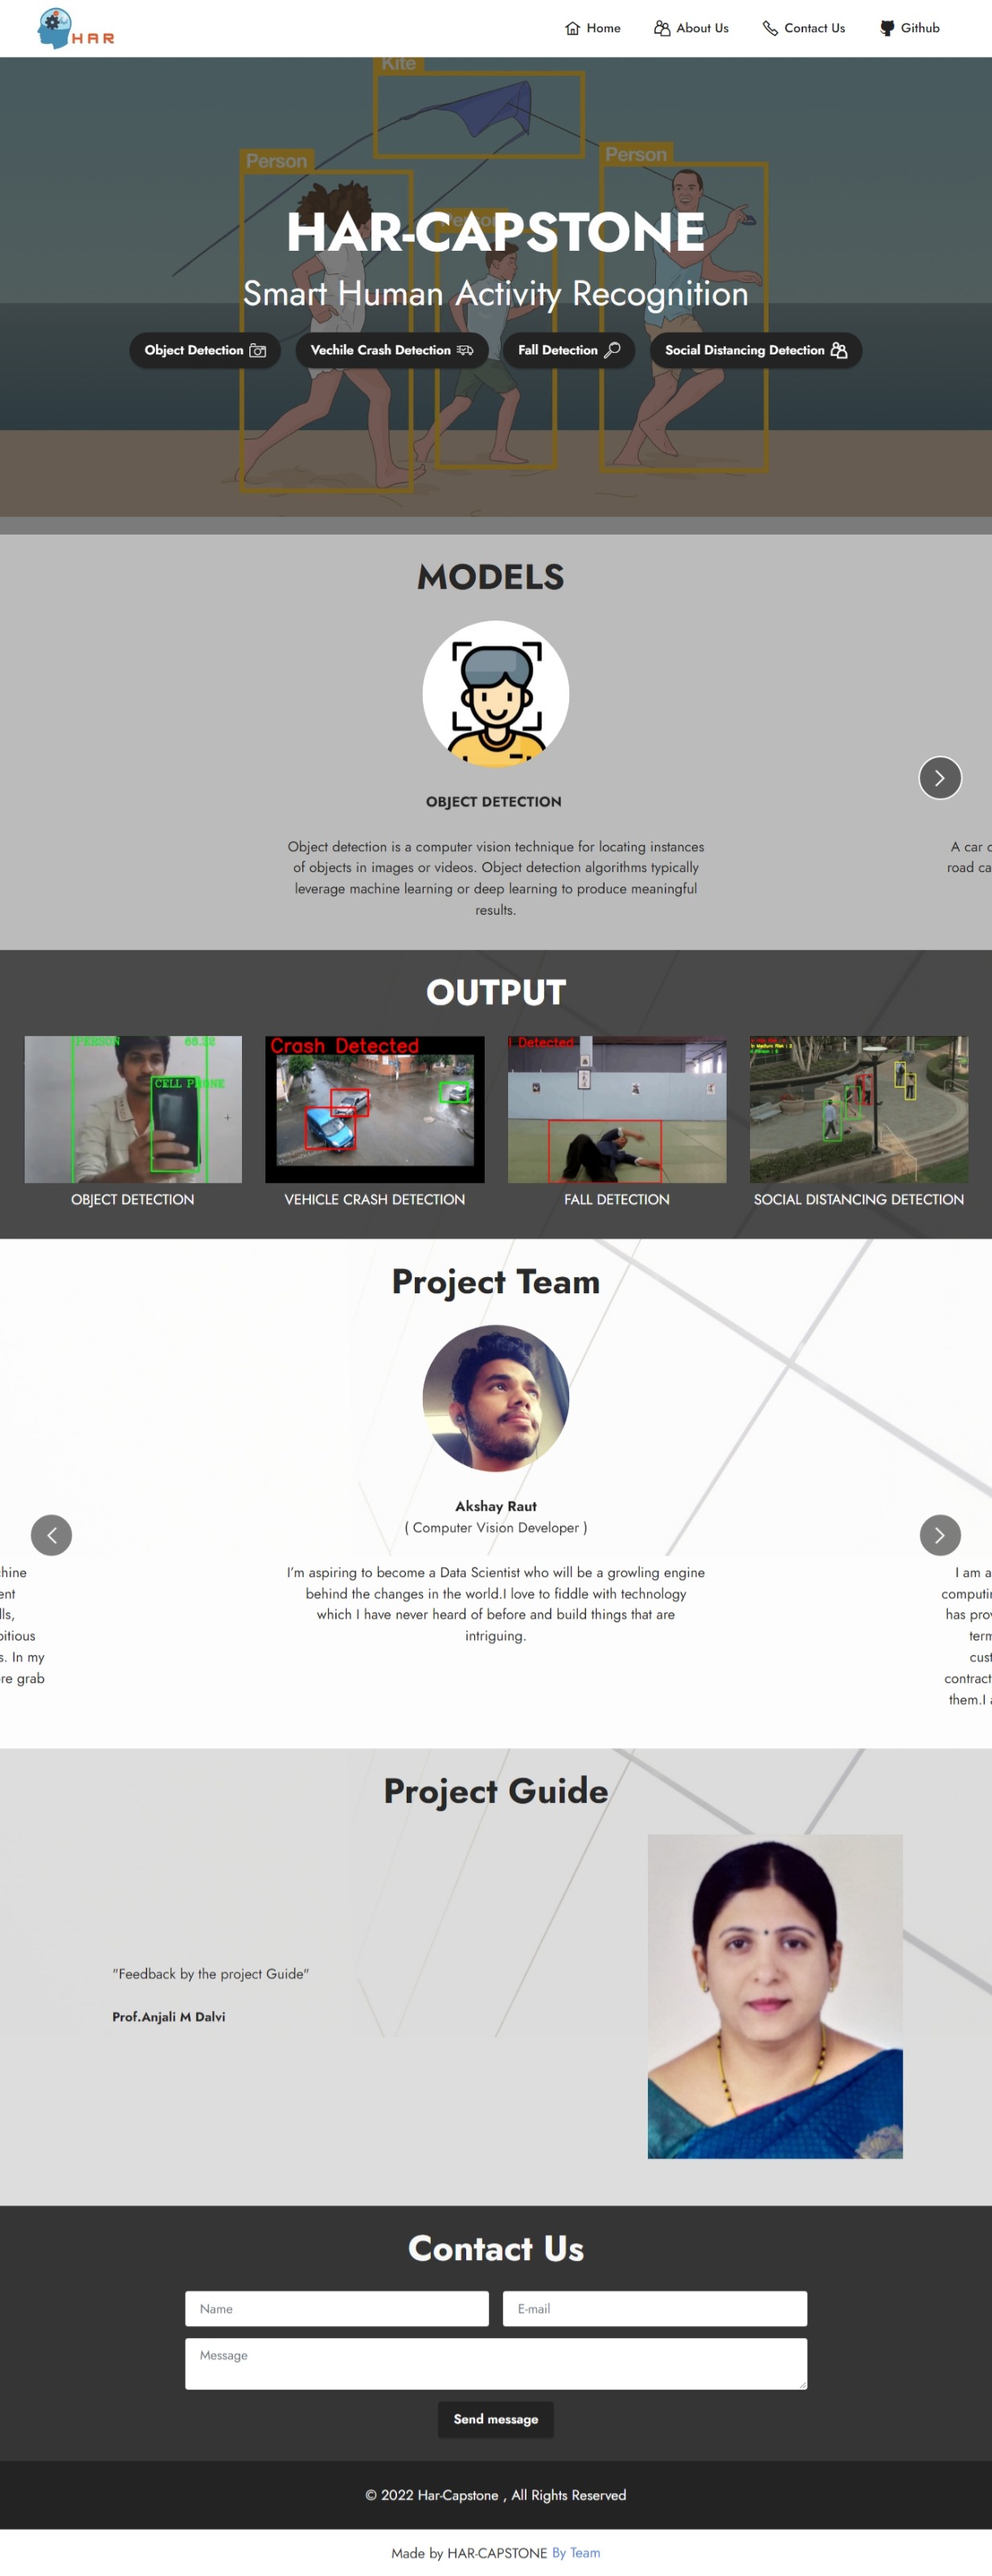 HAR
Home
About Us
Contact Us
Github
Kite
Person
Person
Person
HAR-CAPSTONE
Smart Human Activity Recognition
Object Detection
Vechile Crash Detection
Fall Detection
Social Distancing Detection
MODELS
OBJECT DETECTION
Object detection is a computer vision technique for locating instances
of objects in images or videos. Object detection algorithms typically
leverage machine learning or deep learning to produce meaningful
results.
A car c
road ca
OUTPUT
PERSON
CELL PHONE
Crash Detected
l Detected
OBJECT DETECTION
VEHICLE CRASH DETECTION
FALL DETECTION
SOCIAL DISTANCING DETECTION
Project Team
Akshay Raut
( Computer Vision Developer )
hine
ent
lls,
bitious
s. In my
re grab
I'm aspiring to become a Data Scientist who will be a growling engine
behind the changes in the world.I love to fiddle with technology
which I have never heard of before and build things that are
intriguing.
I am a
computin
has prov
term
cust
contract
them.I a
Project Guide
"Feedback by the project Guide"
Prof.Anjali M Dalvi
Contact Us
Name
E-mail
Message
Send message
© 2022 Har-Capstone , All Rights Reserved
Made by HAR-CAPSTONE By Team